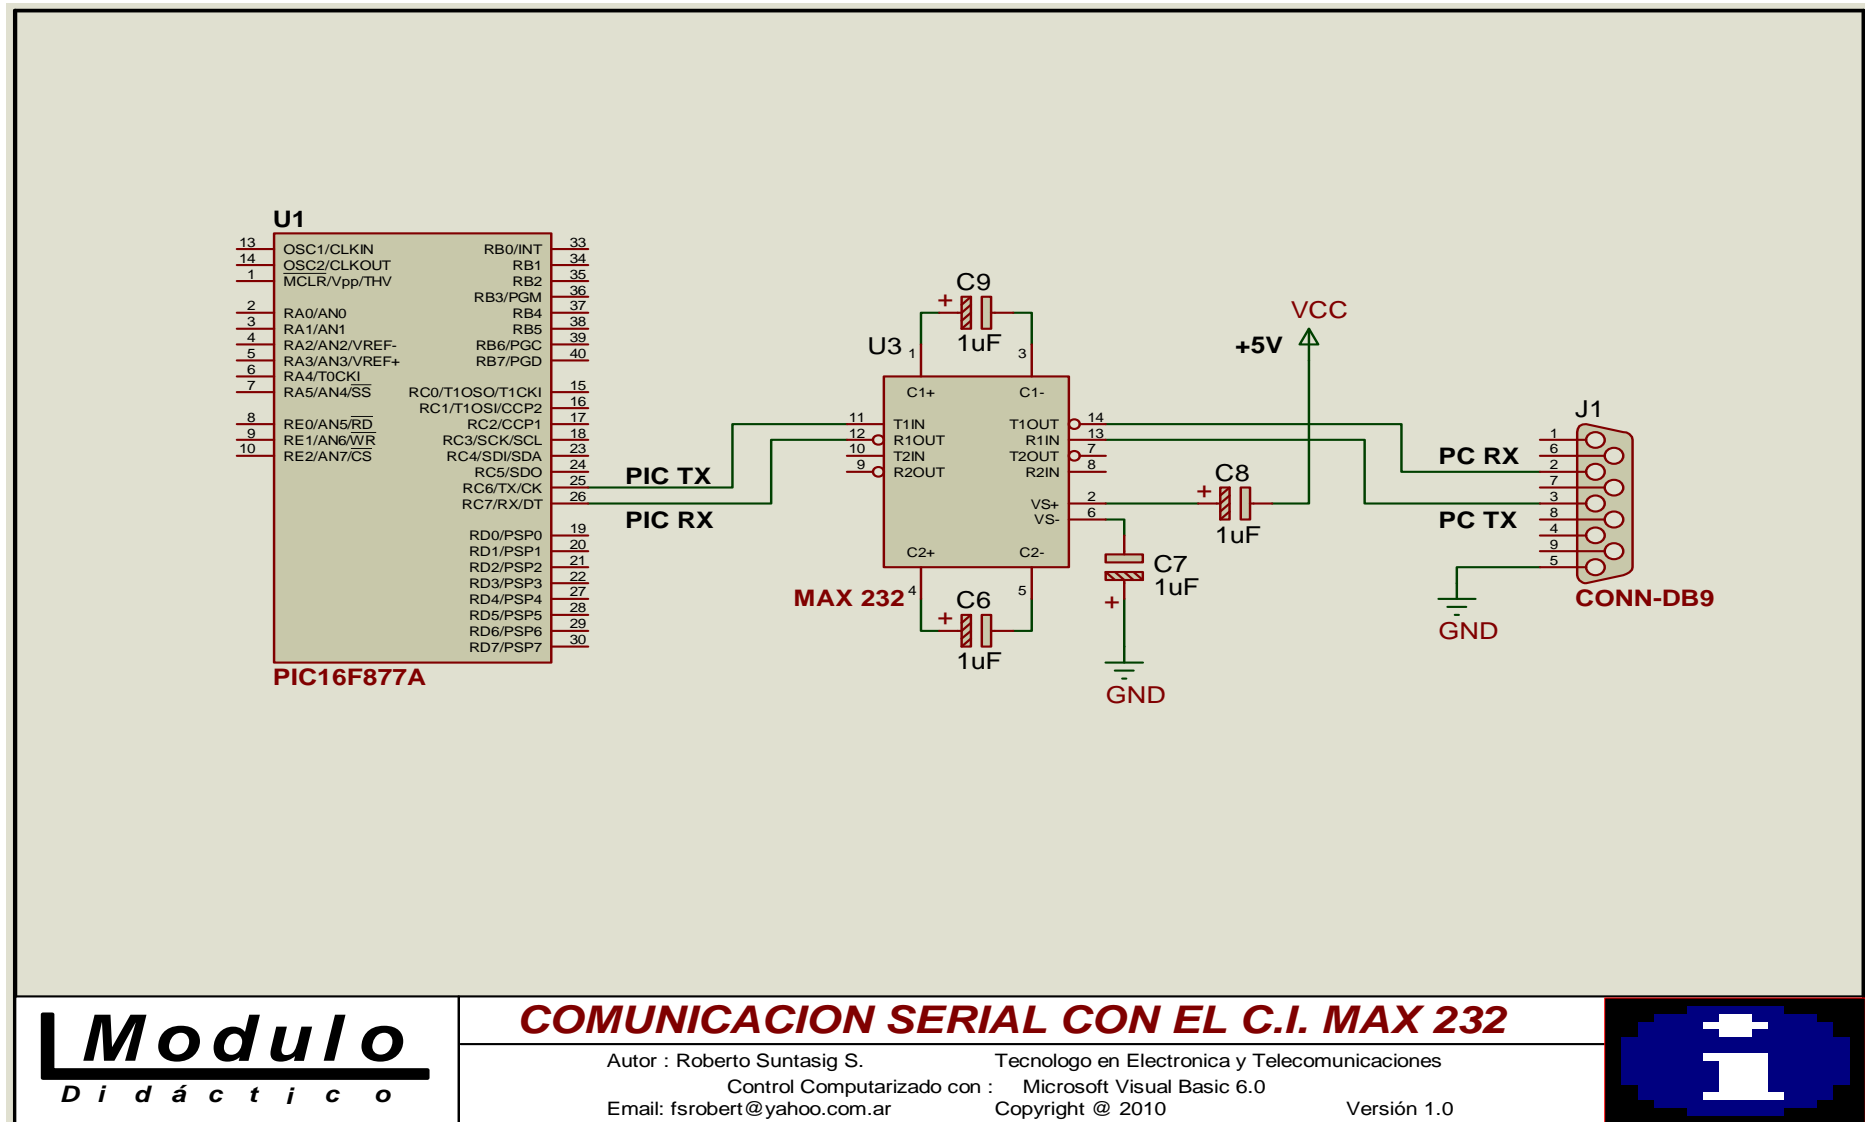 U1
13 OSC1/CLKIN
14 OSC2/CLKOUT
1 MCLR/Vpp/THV
2 RA0/AN0
3 RA1/AN1
4 RA2/AN2/VREF-
5 RA3/AN3/VREF+
6 RA4/T0CKI
7 RA5/AN4/SS
8 RE0/AN5/RD
9 RE1/AN6/WR
10 RE2/AN7/CS
RB0/INT 33
RB1 34
RB2 35
RB3/PGM 36
RB4 37
RB5 38
RB6/PGC 39
RB7/PGD 40
RC0/T1OSO/T1CKI 15
RC1/T1OSI/CCP2 16
RC2/CCP1 17
RC3/SCK/SCL 18
RC4/SDI/SDA 23
RC5/SDO 24
RC6/TX/CK 25
RC7/RX/DT 26
RD0/PSP0 19
RD1/PSP1 20
RD2/PSP2 21
RD3/PSP3 22
RD4/PSP4 27
RD5/PSP5 28
RD6/PSP6 29
RD7/PSP7 30
PIC16F877A
PIC TX
PIC RX
C9
+
1uF
U3
1
3
C1+
C1-
11 T1IN
12 R1OUT
10 T2IN
9 R2OUT
T1OUT 14
R1IN 13
T2OUT 7
R2IN 8
VS+ 2
VS- 6
C2+
C2-
MAX 232
4
5
C6
+
1uF
C8
+
1uF
C7
1uF
+
GND
VCC
+5V
PC RX
PC TX
GND
J1
1
6
2
7
3
8
4
9
5
CONN-DB9
Modulo
Didáctico
COMUNICACION SERIAL CON EL C.I. MAX 232
Autor : Roberto Suntasig S. Tecnologo en Electronica y Telecomunicaciones
Control Computarizado con : Microsoft Visual Basic 6.0
Email: fsrobert@yahoo.com.ar Copyright @ 2010 Versión 1.0
i